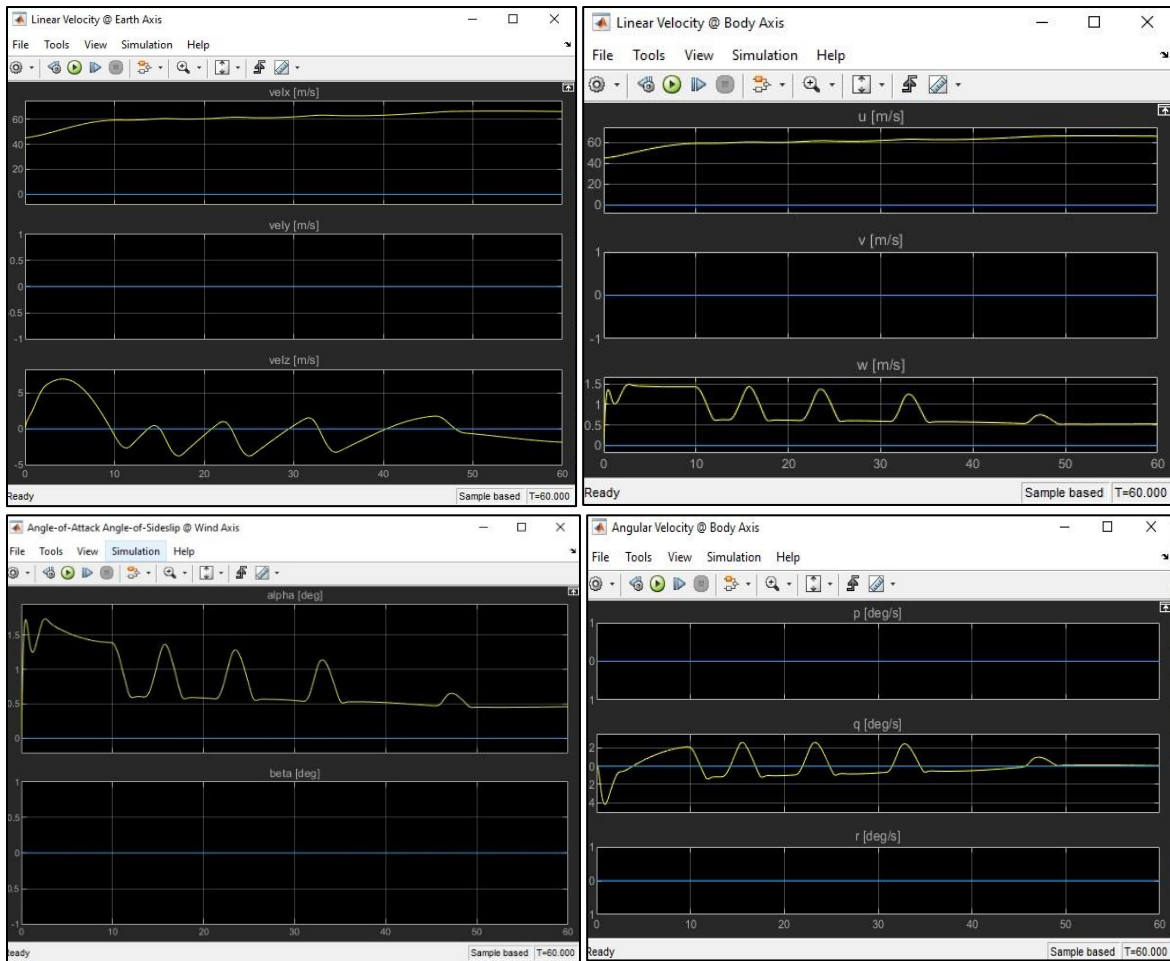 Linear Velocity @ Earth Axis
File Tools View Simulation Help
velx [m/s]
60
40
20
0
vely [m/s]
1
0.5
0
-0.5
-1
velz [m/s]
5
0
-5
0 10 20 30 40 50 60
Ready Sample based T=60.000
Linear Velocity @ Body Axis
File Tools View Simulation Help
u [m/s]
60
40
20
0
v [m/s]
1
0
-1
w [m/s]
1.5
1
0.5
0
0 10 20 30 40 50 60
Ready Sample based T=60.000
Angle-of-Attack Angle-of-Sideslip @ Wind Axis
File Tools View Simulation Help
alpha [deg]
1.5
1
0.5
0
beta [deg]
1
0.5
0
0.5
-1
0 10 20 30 40 50 60
Ready Sample based T=60.000
Angular Velocity @ Body Axis
File Tools View Simulation Help
p [deg/s]
1
0
1
q [deg/s]
2
0
2
4
r [deg/s]
1
0
1
0 10 20 30 40 50 60
Ready Sample based T=60.000